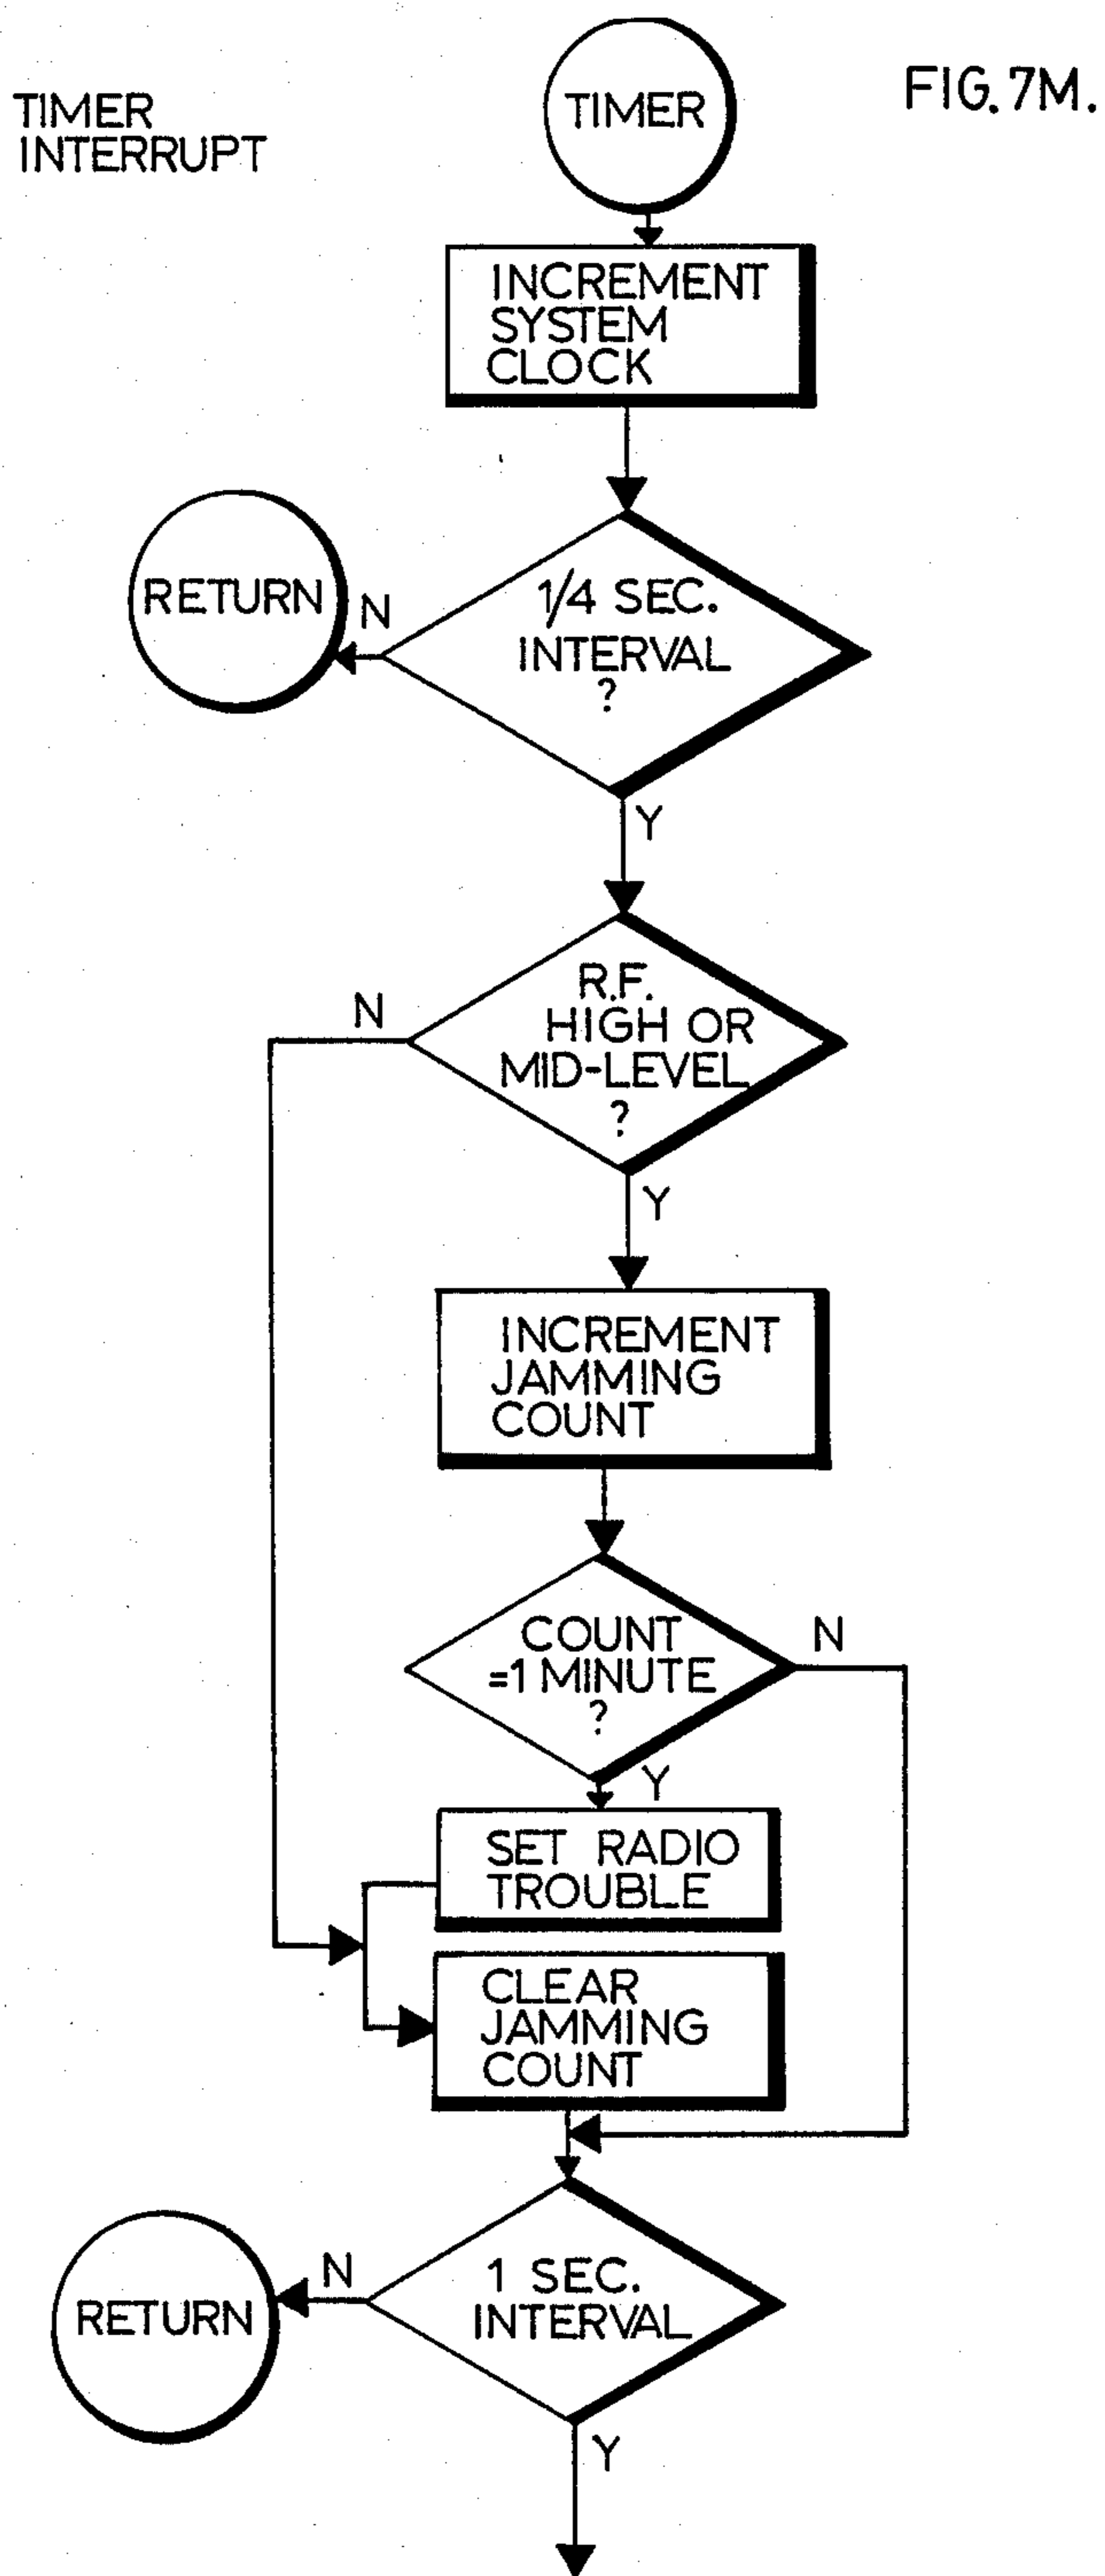 FIG. 7M.
TIMER
INTERRUPT
TIMER
INCREMENT
SYSTEM
CLOCK
1/4 SEC.
INTERVAL
?
N
RETURN
Y
R.F.
HIGH OR
MID-LEVEL
?
N
Y
INCREMENT
JAMMING
COUNT
COUNT
=1 MINUTE
?
N
Y
SET RADIO
TROUBLE
CLEAR
JAMMING
COUNT
1 SEC.
INTERVAL
N
RETURN
Y